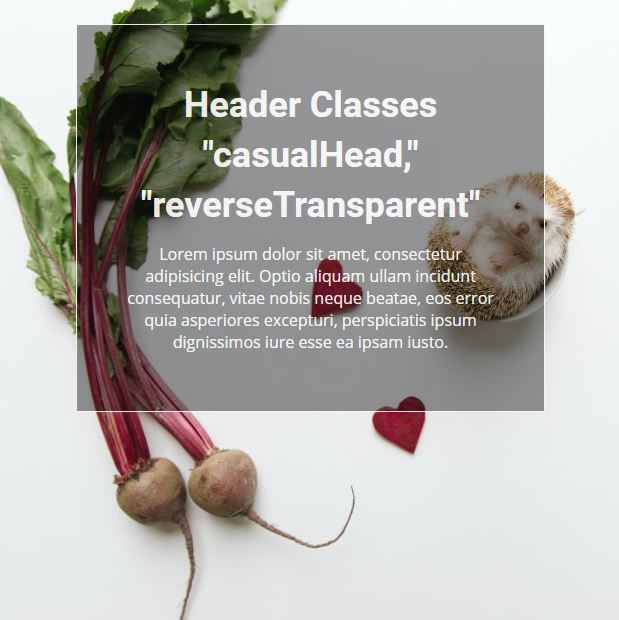 Header Classes
"casualHead,"
"reverseTransparent"
Lorem ipsum dolor sit amet, consectetur
adipisicing elit. Optio aliquam ullam incidunt
consequatur, vitae nobis neque beatae, eos error
quia asperiores excepturi, perspiciatis ipsum
dignissimos iure esse ea ipsam iusto.